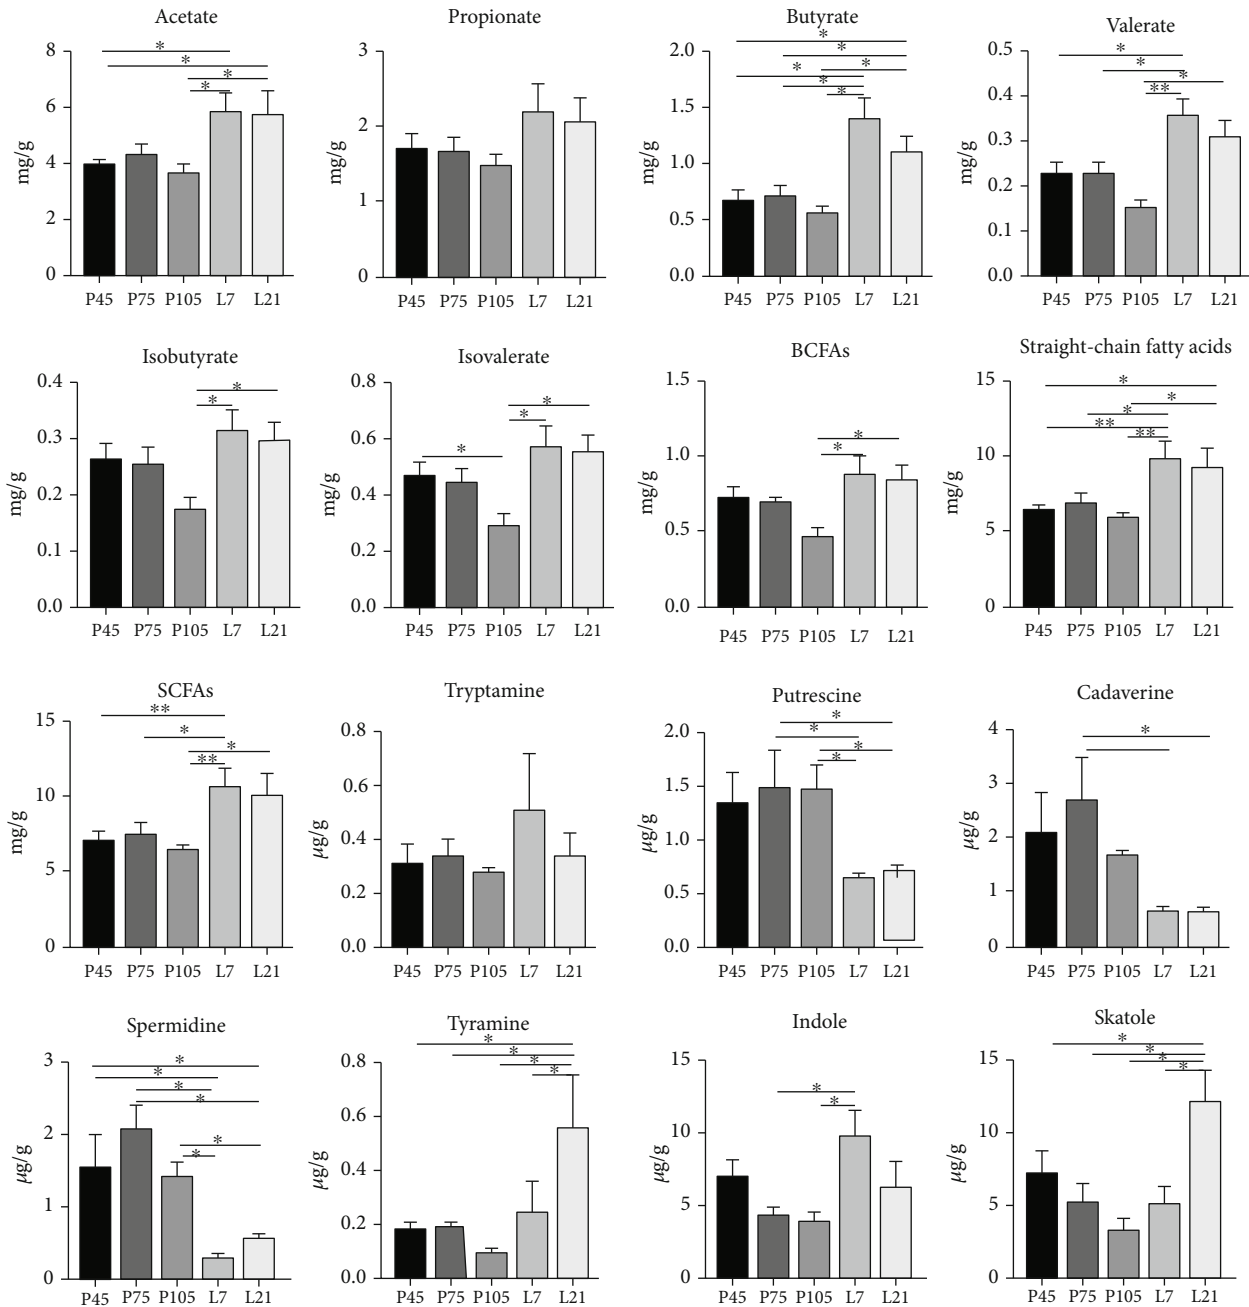 Acetate
Propionate
Butyrate
Valerate
8
6
4
2
0
mg/g
* * * *
P45 P75 P105 L7 L21
3
2
1
0
mg/g
P45 P75 P105 L7 L21
2.0
1.5
1.0
0.5
0.0
mg/g
* * * * * *
P45 P75 P105 L7 L21
0.5
0.4
0.3
0.2
0.1
0.0
mg/g
* * * **
P45 P75 P105 L7 L21
Isobutyrate
Isovalerate
BCFAs
Straight-chain fatty acids
0.4
0.3
0.2
0.1
0.0
mg/g
* *
P45 P75 P105 L7 L21
0.8
0.6
0.4
0.2
0.0
mg/g
* * *
P45 P75 P105 L7 L21
1.5
1.0
0.5
0.0
mg/g
* *
P45 P75 P105 L7 L21
15
10
5
0
mg/g
* * * ** **
P45 P75 P105 L7 L21
SCFAs
Tryptamine
Putrescine
Cadaverine
15
10
5
0
mg/g
** * * **
P45 P75 P105 L7 L21
0.8
0.6
0.4
0.2
0.0
µg/g
P45 P75 P105 L7 L21
2.0
1.5
1.0
0.5
0.0
µg/g
* * * *
P45 P75 P105 L7 L21
4
3
2
1
0
µg/g
*
P45 P75 P105 L7 L21
Spermidine
Tyramine
Indole
Skatole
3
2
1
0
µg/g
* * * * * *
P45 P75 P105 L7 L21
0.8
0.6
0.4
0.2
0.0
µg/g
* * * *
P45 P75 P105 L7 L21
15
10
5
0
µg/g
* *
P45 P75 P105 L7 L21
15
10
5
0
µg/g
* * * *
P45 P75 P105 L7 L21